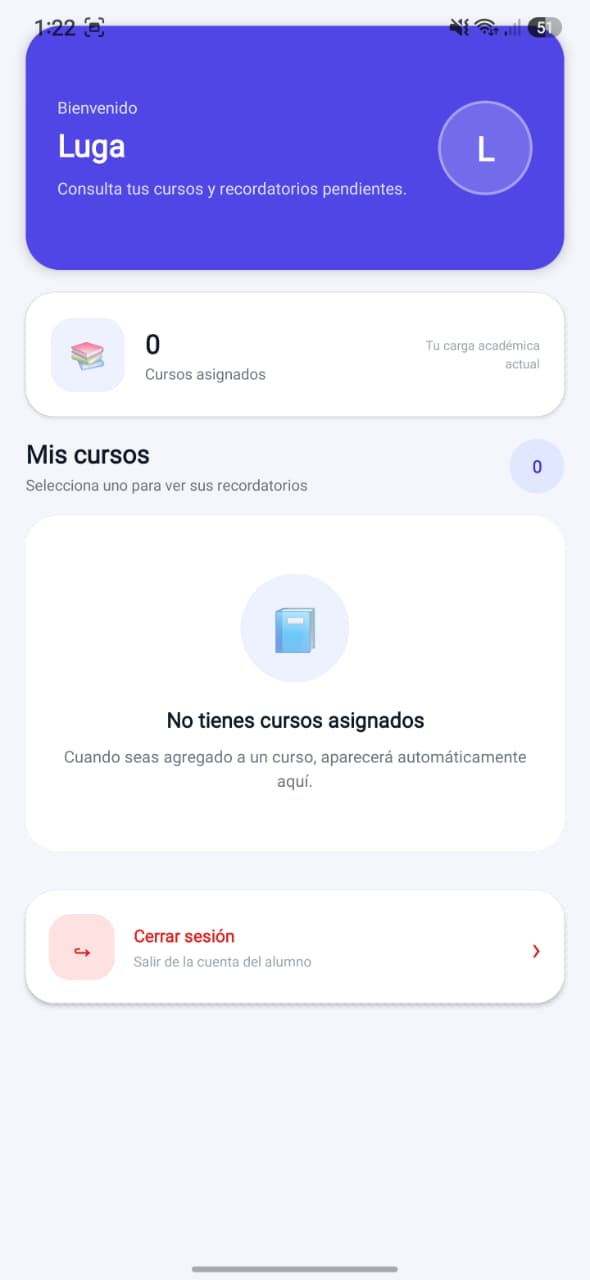 1:22
51
Bienvenido
Luga
L
Consulta tus cursos y recordatorios pendientes.
0
Cursos asignados
Tu carga académica
actual
Mis cursos
Selecciona uno para ver sus recordatorios
0
No tienes cursos asignados
Cuando seas agregado a un curso, aparecerá automáticamente
aquí.
Cerrar sesión
Salir de la cuenta del alumno